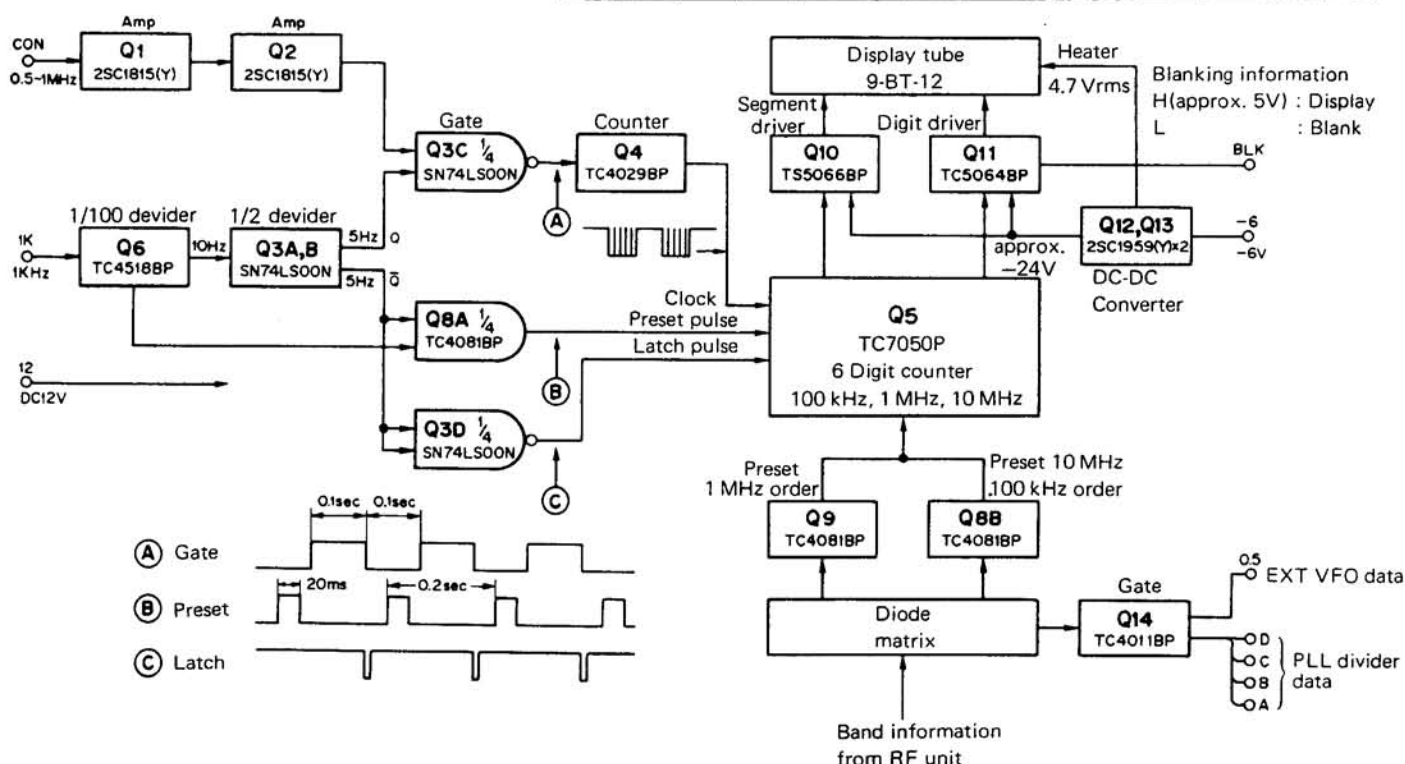 Amp
Amp
CON
0.5~1MHz
Q1
2SC1815(Y)
Q2
2SC1815(Y)
Gate
Q3C 1/4
SN74LS00N
Counter
Q4
TC4029BP
A
1K
1KHz
1/100 devider
Q6
TC4518BP
10Hz
1/2 devider
Q3A,B
SN74LS00N
5Hz Q
5Hz Q̄
Q8A 1/4
TC4081BP
B
12
DC12V
Q3D 1/4
SN74LS00N
C
Clock
Preset pulse
Latch pulse
Display tube
9-BT-12
Heater
4.7 Vrms
Blanking information
H(approx. 5V) : Display
L : Blank
Segment
driver
Digit driver
Q10
TS5066BP
Q11
TC5064BP
BLK
approx.
−24V
Q12,Q13
2SC1959(Y)×2
DC-DC
Converter
-6
-6V
Q5
TC7050P
6 Digit counter
100 kHz, 1 MHz, 10 MHz
Preset
1 MHz order
Preset 10 MHz
.100 kHz order
Q9
TC4081BP
Q8B
TC4081BP
Diode
matrix
Gate
Q14
TC4011BP
0.5
EXT VFO data
D
C
B
A
PLL divider
data
Band information
from RF unit
0.1sec 0.1sec
A Gate
20ms
0.2sec
B Preset
C Latch